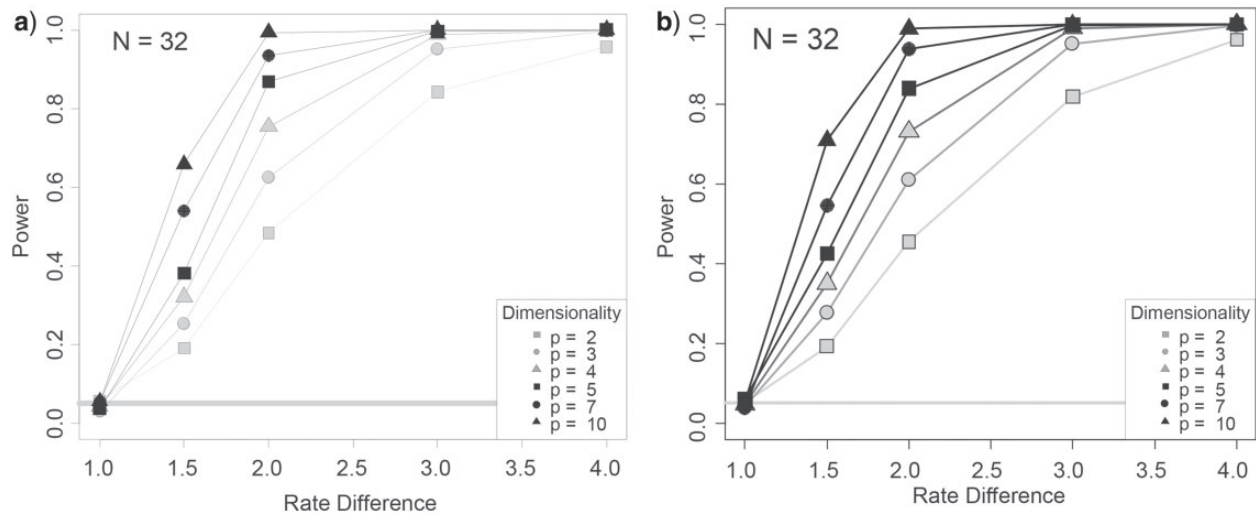 a)
N = 32
Power
1.0
0.8
0.6
0.4
0.2
0.0
Dimensionality
p = 2
p = 3
p = 4
p = 5
p = 7
p = 10
1.0 1.5 2.0 2.5 3.0 3.5 4.0
Rate Difference
b)
N = 32
Power
1.0
0.8
0.6
0.4
0.2
0.0
Dimensionality
p = 2
p = 3
p = 4
p = 5
p = 7
p = 10
1.0 1.5 2.0 2.5 3.0 3.5 4.0
Rate Difference